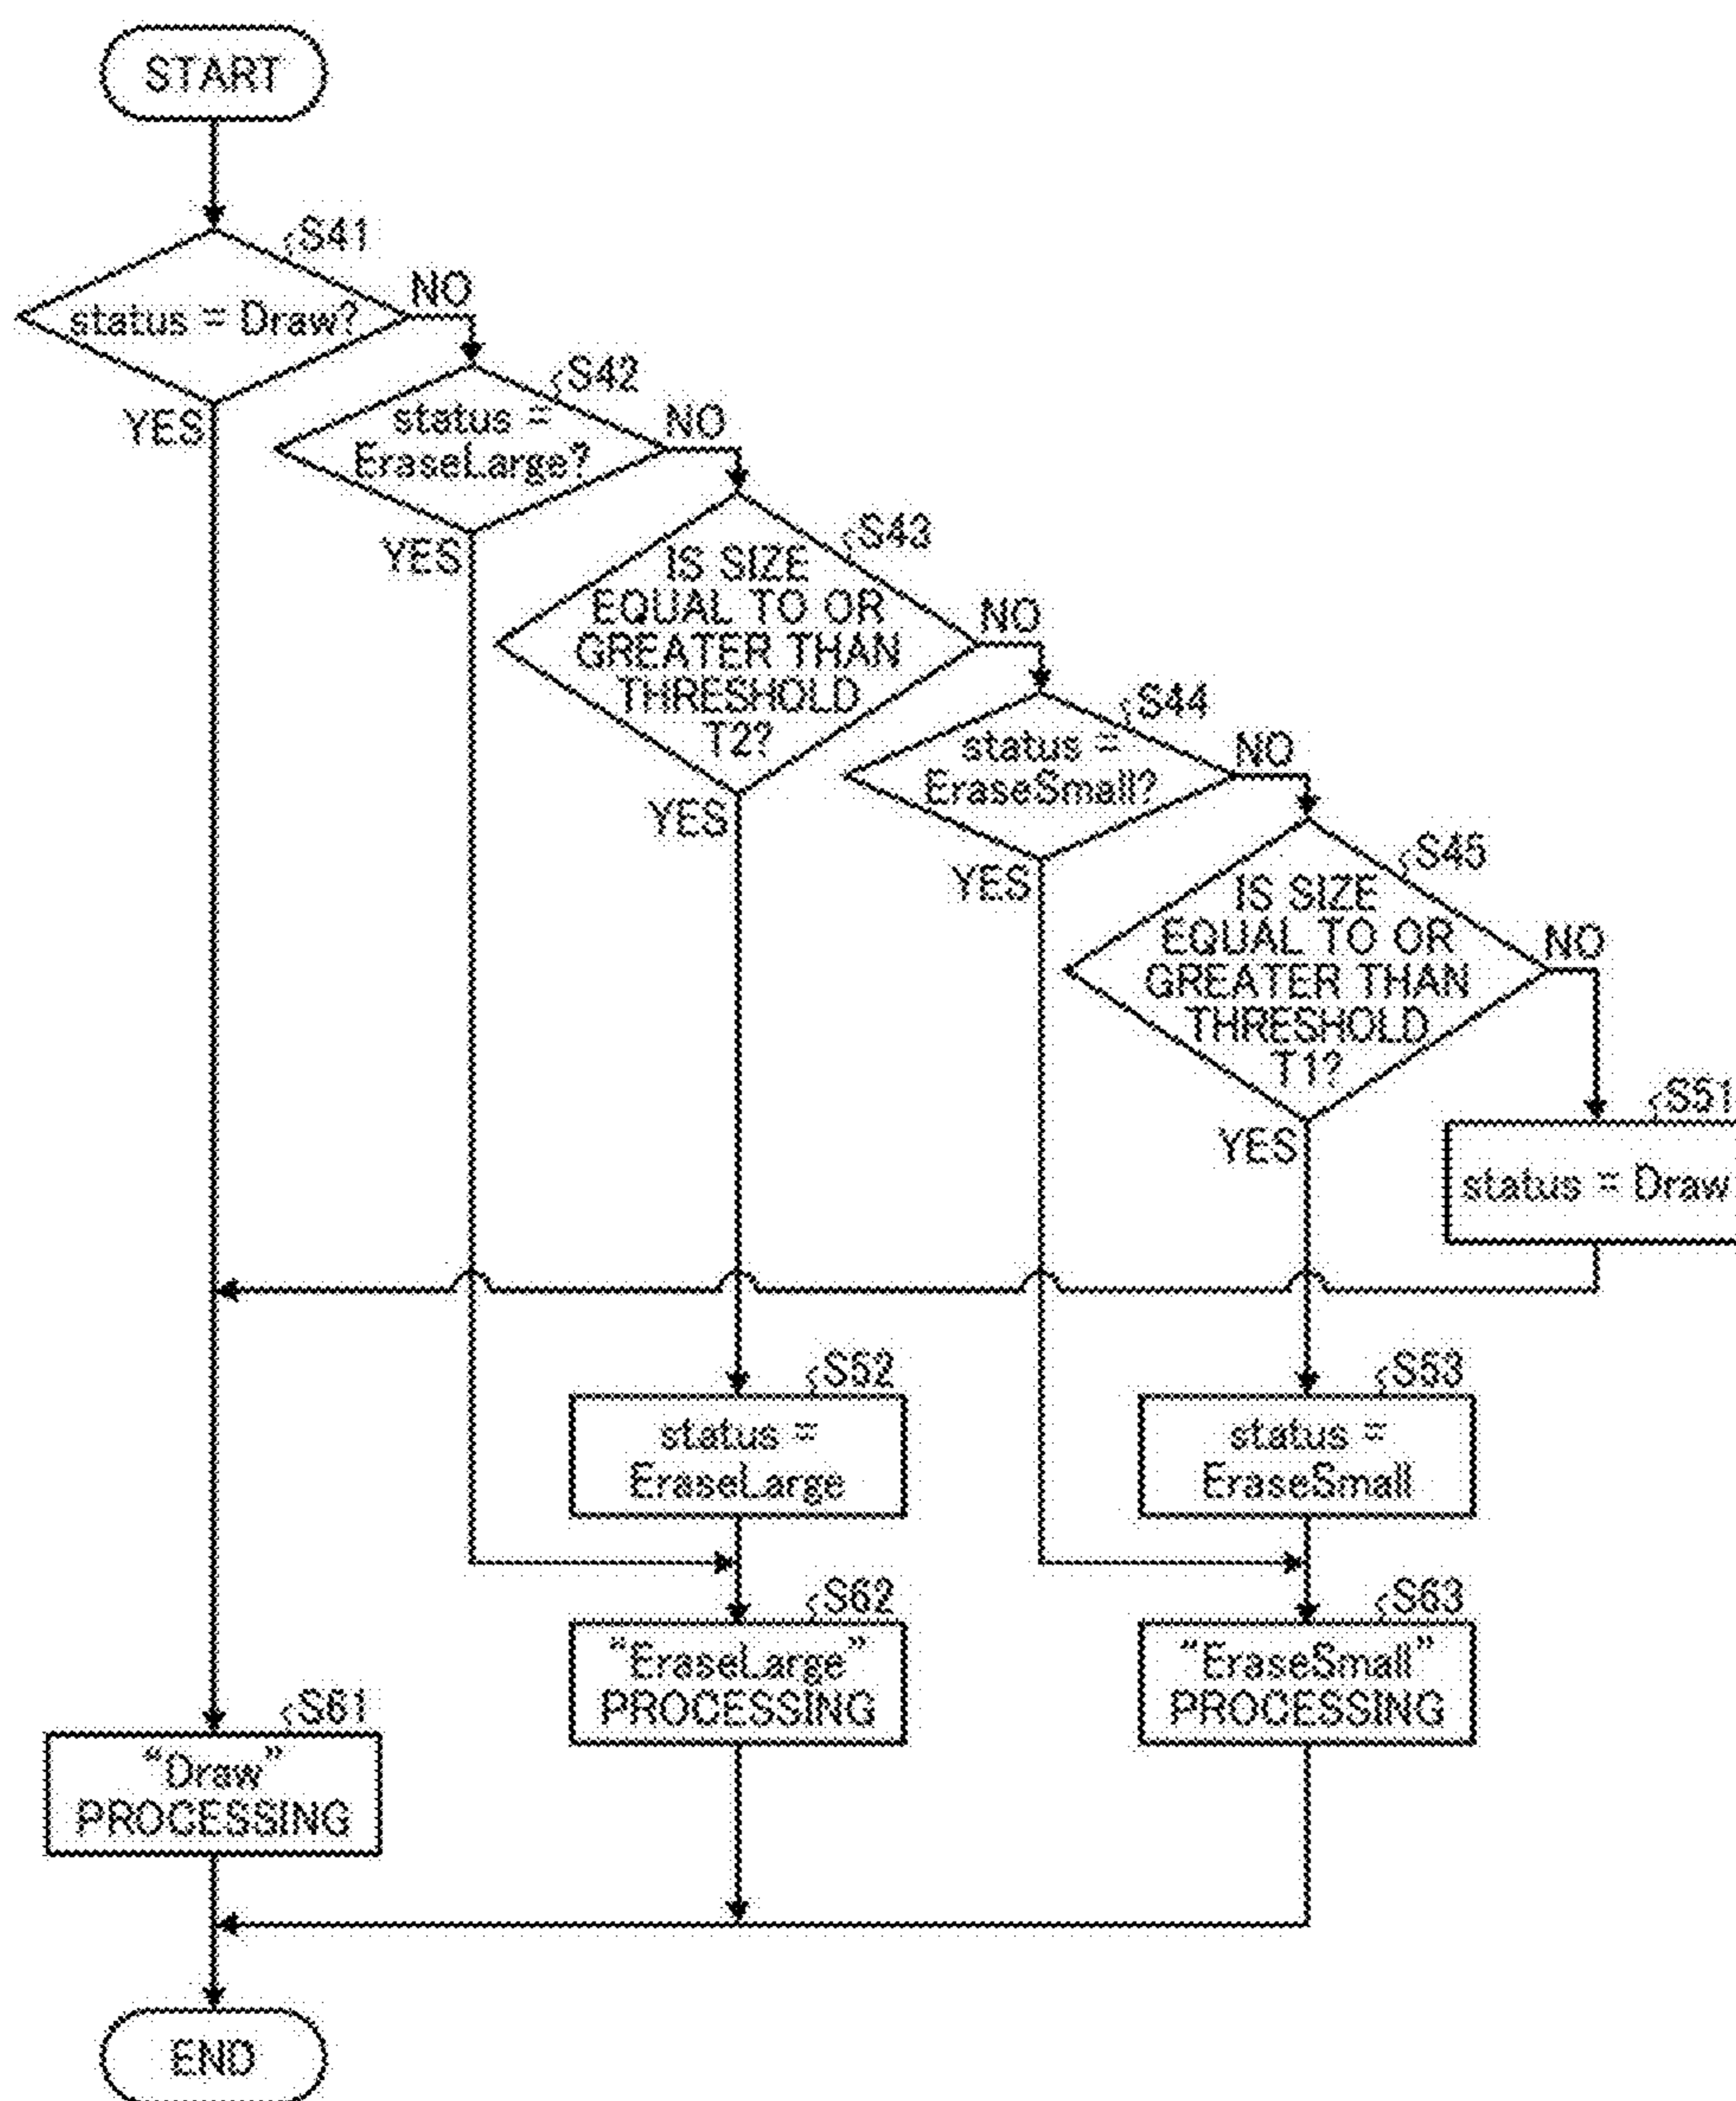 START
S41
status = Draw?
NO
YES
S42
status =
EraseLarge?
NO
YES
S43
IS SIZE
EQUAL TO OR
GREATER THAN
THRESHOLD
T2?
NO
YES
S44
status =
EraseSmall?
NO
YES
S45
IS SIZE
EQUAL TO OR
GREATER THAN
THRESHOLD
T1?
NO
YES
S51
status = Draw
S52
status =
EraseLarge
S53
status =
EraseSmall
S62
“EraseLarge”
PROCESSING
S63
“EraseSmall”
PROCESSING
S61
“Draw”
PROCESSING
END